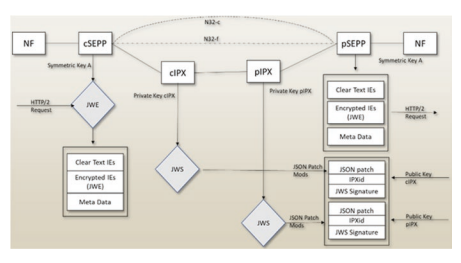 N32-c
NF
cSEPP
N32-f
pSEPP
NF
Symmetric Key A
cIPX
pIPX
Symmetric Key A
Private Key cIPX
Private Key pIPX
HTTP/2
Request
JWE
Clear Text IEs
Encrypted IEs
(JWE)
Meta Data
HTTP/2
Request
Clear Text IEs
Encrypted IEs
(JWE)
Meta Data
JWS
JSON Patch
Mods
JSON patch
IPXid
JWS Signature
Public Key
cIPX
JWS
JSON Patch
Mods
JSON patch
IPXid
JWS Signature
Public Key
pIPX